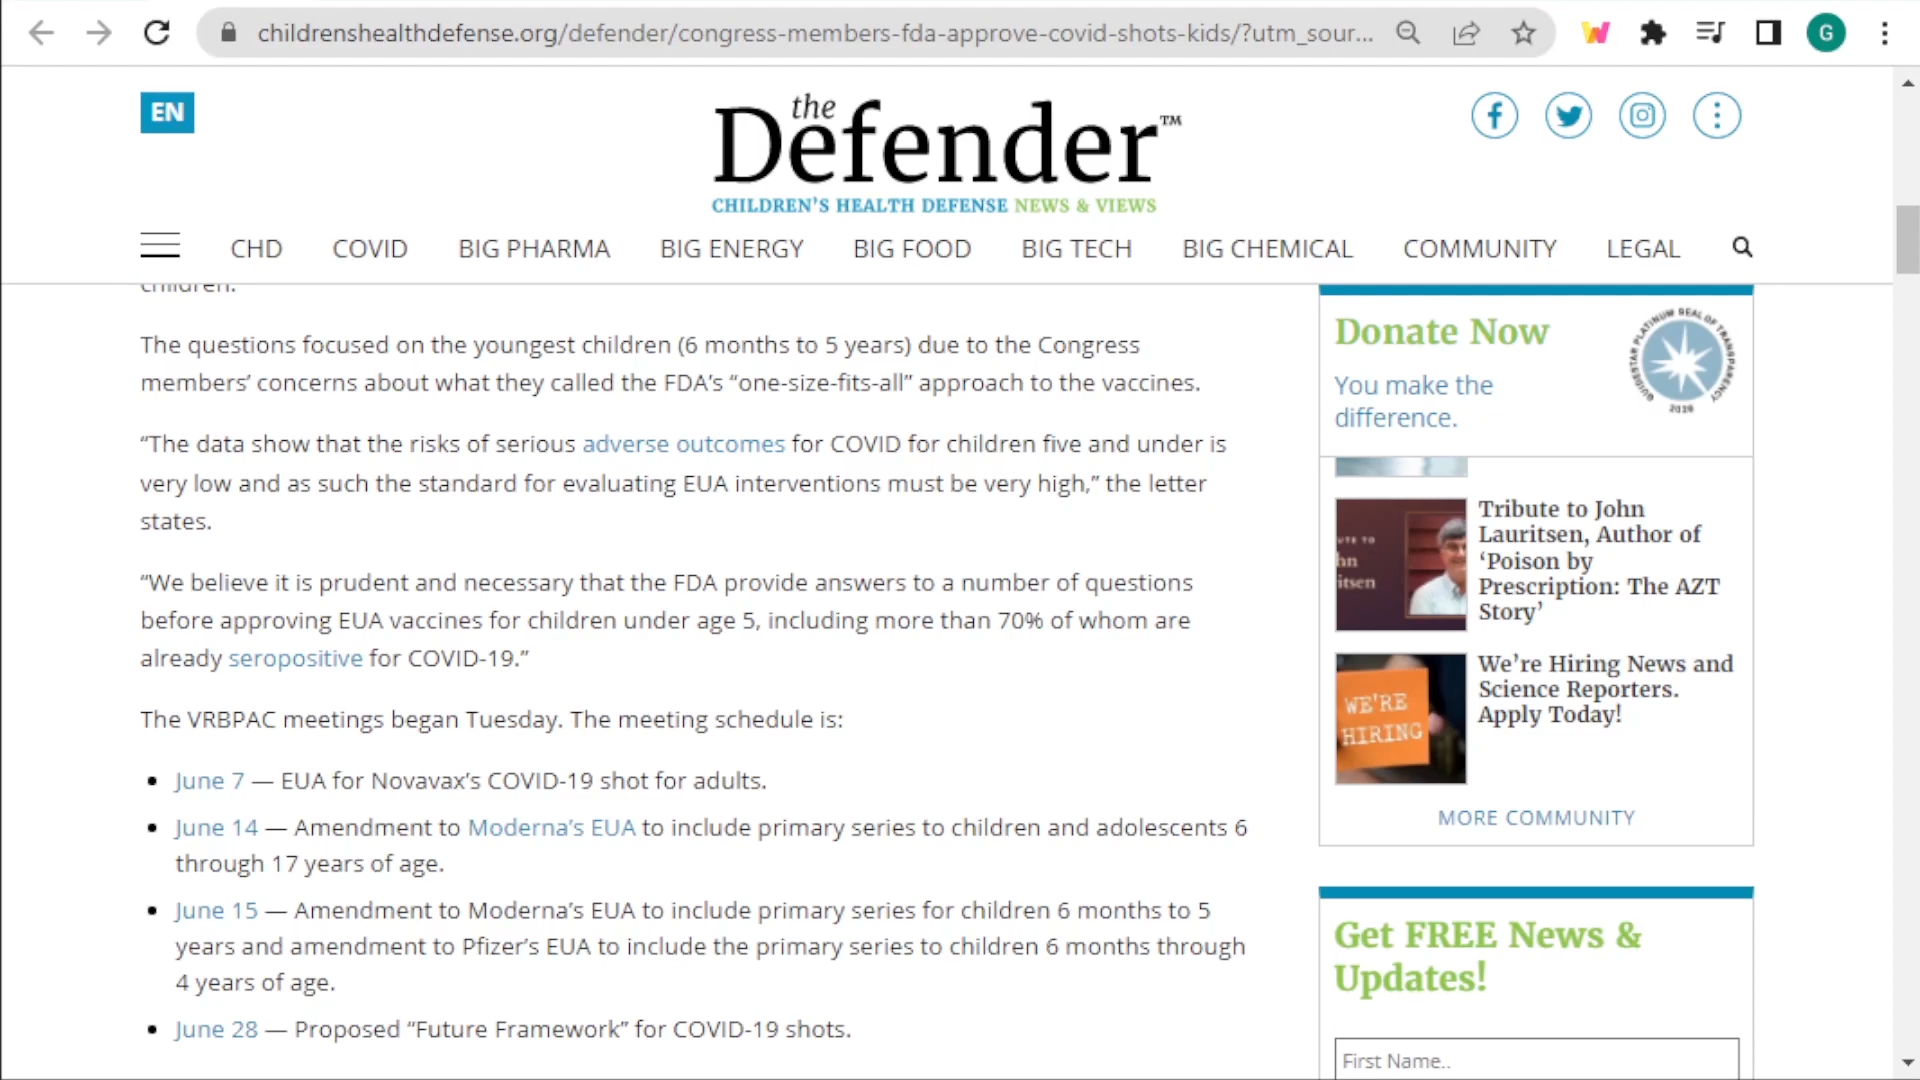 childrenshealthdefense.org/defender/congress-members-fda-approve-covid-shots-kids/?utm_sour...
G
EN
the
Defender™
CHILDREN'S HEALTH DEFENSE NEWS & VIEWS
CHD COVID BIG PHARMA BIG ENERGY BIG FOOD BIG TECH BIG CHEMICAL COMMUNITY LEGAL
children.
The questions focused on the youngest children (6 months to 5 years) due to the Congress
members’ concerns about what they called the FDA’s “one-size-fits-all” approach to the vaccines.
“The data show that the risks of serious adverse outcomes for COVID for children five and under is
very low and as such the standard for evaluating EUA interventions must be very high,” the letter
states.
“We believe it is prudent and necessary that the FDA provide answers to a number of questions
before approving EUA vaccines for children under age 5, including more than 70% of whom are
already seropositive for COVID-19.”
The VRBPAC meetings began Tuesday. The meeting schedule is:
• June 7 — EUA for Novavax’s COVID-19 shot for adults.
• June 14 — Amendment to Moderna’s EUA to include primary series to children and adolescents 6
through 17 years of age.
• June 15 — Amendment to Moderna’s EUA to include primary series for children 6 months to 5
years and amendment to Pfizer’s EUA to include the primary series to children 6 months through
4 years of age.
• June 28 — Proposed “Future Framework” for COVID-19 shots.
Donate Now
You make the
difference.
GUIDESTAR PLATINUM SEAL OF TRANSPARENCY
UTE TO
hn
itsen
Tribute to John
Lauritsen, Author of
‘Poison by
Prescription: The AZT
Story’
WE'RE
HIRING
We’re Hiring News and
Science Reporters.
Apply Today!
MORE COMMUNITY
Get FREE News &
Updates!
First Name..